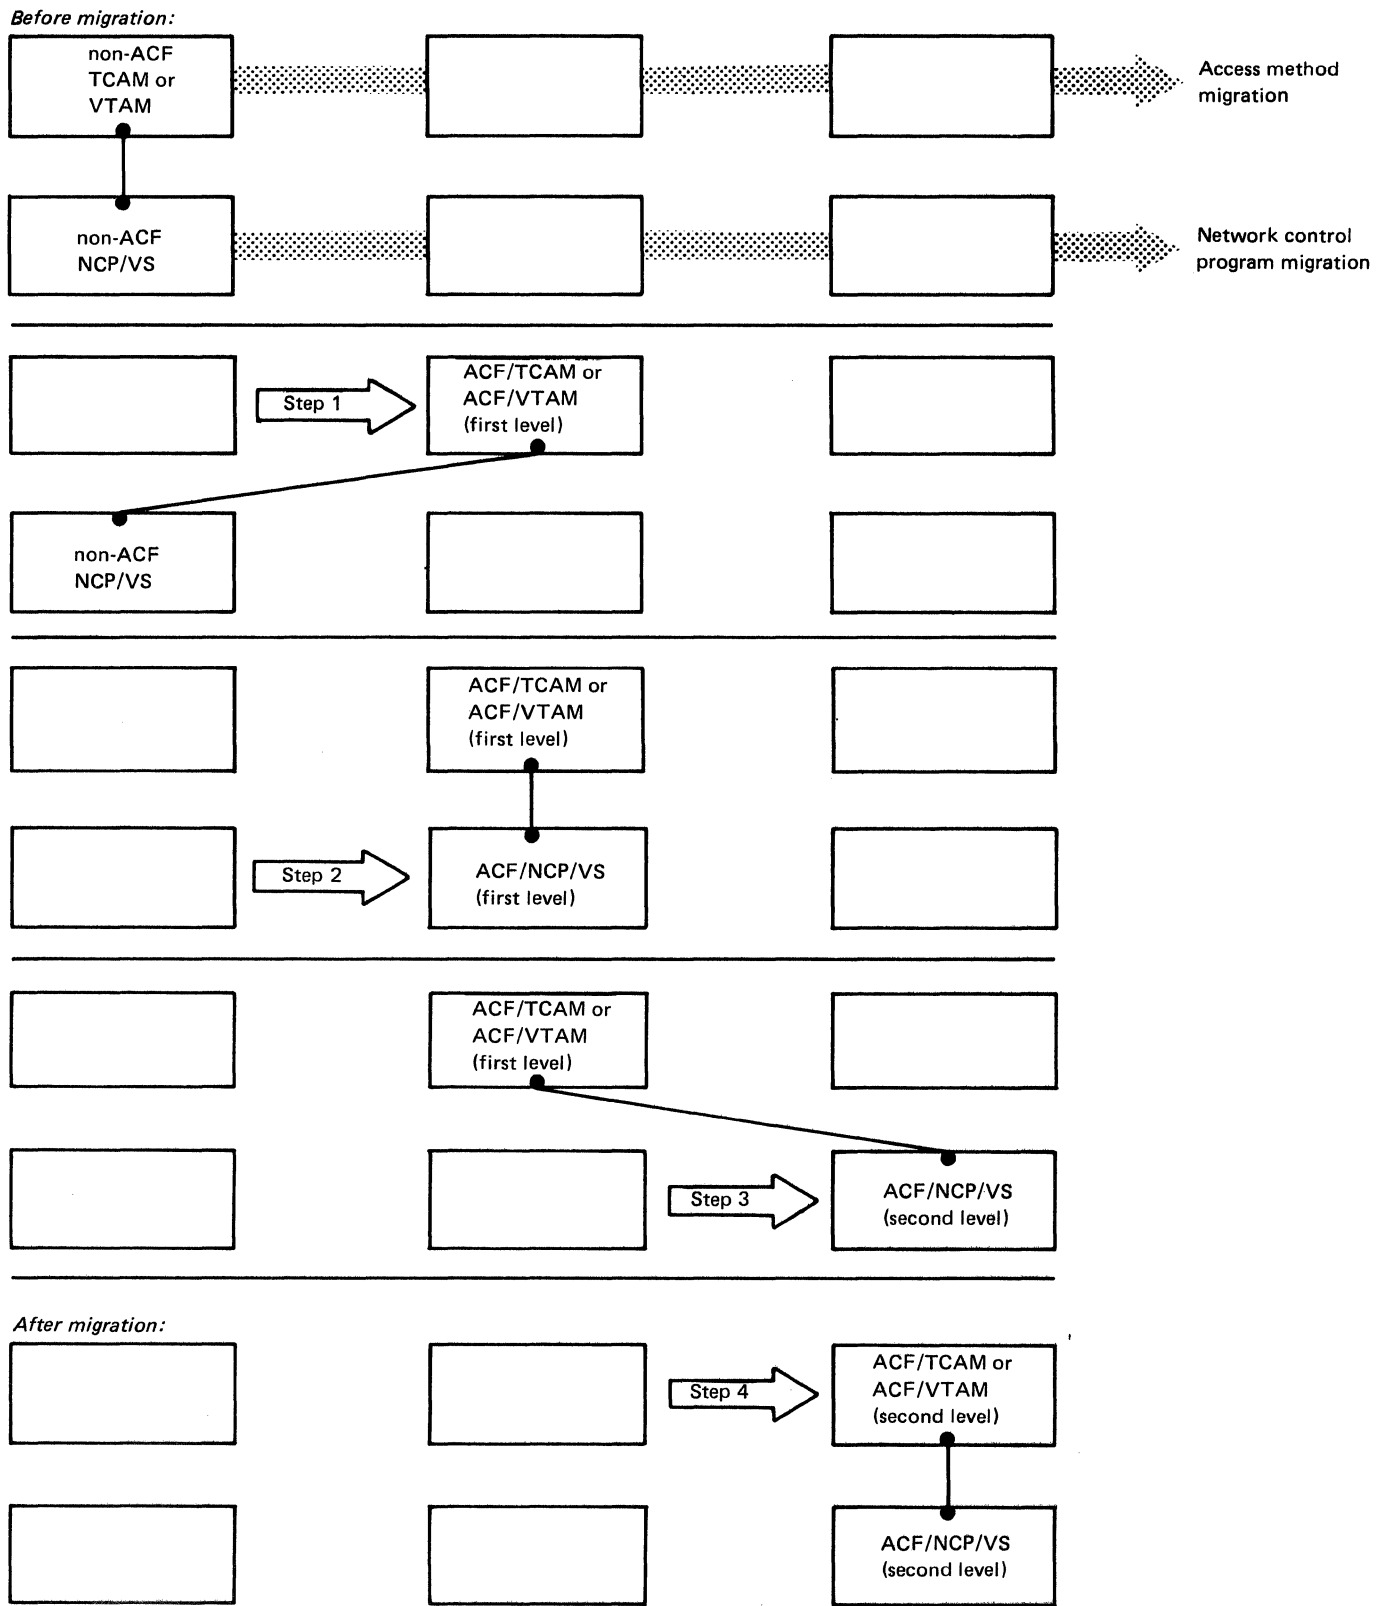 Before migration:
non-ACF
TCAM or
VTAM
Access method
migration
non-ACF
NCP/VS
Network control
program migration
Step 1
ACF/TCAM or
ACF/VTAM
(first level)
non-ACF
NCP/VS
ACF/TCAM or
ACF/VTAM
(first level)
Step 2
ACF/NCP/VS
(first level)
ACF/TCAM or
ACF/VTAM
(first level)
Step 3
ACF/NCP/VS
(second level)
After migration:
Step 4
ACF/TCAM or
ACF/VTAM
(second level)
ACF/NCP/VS
(second level)